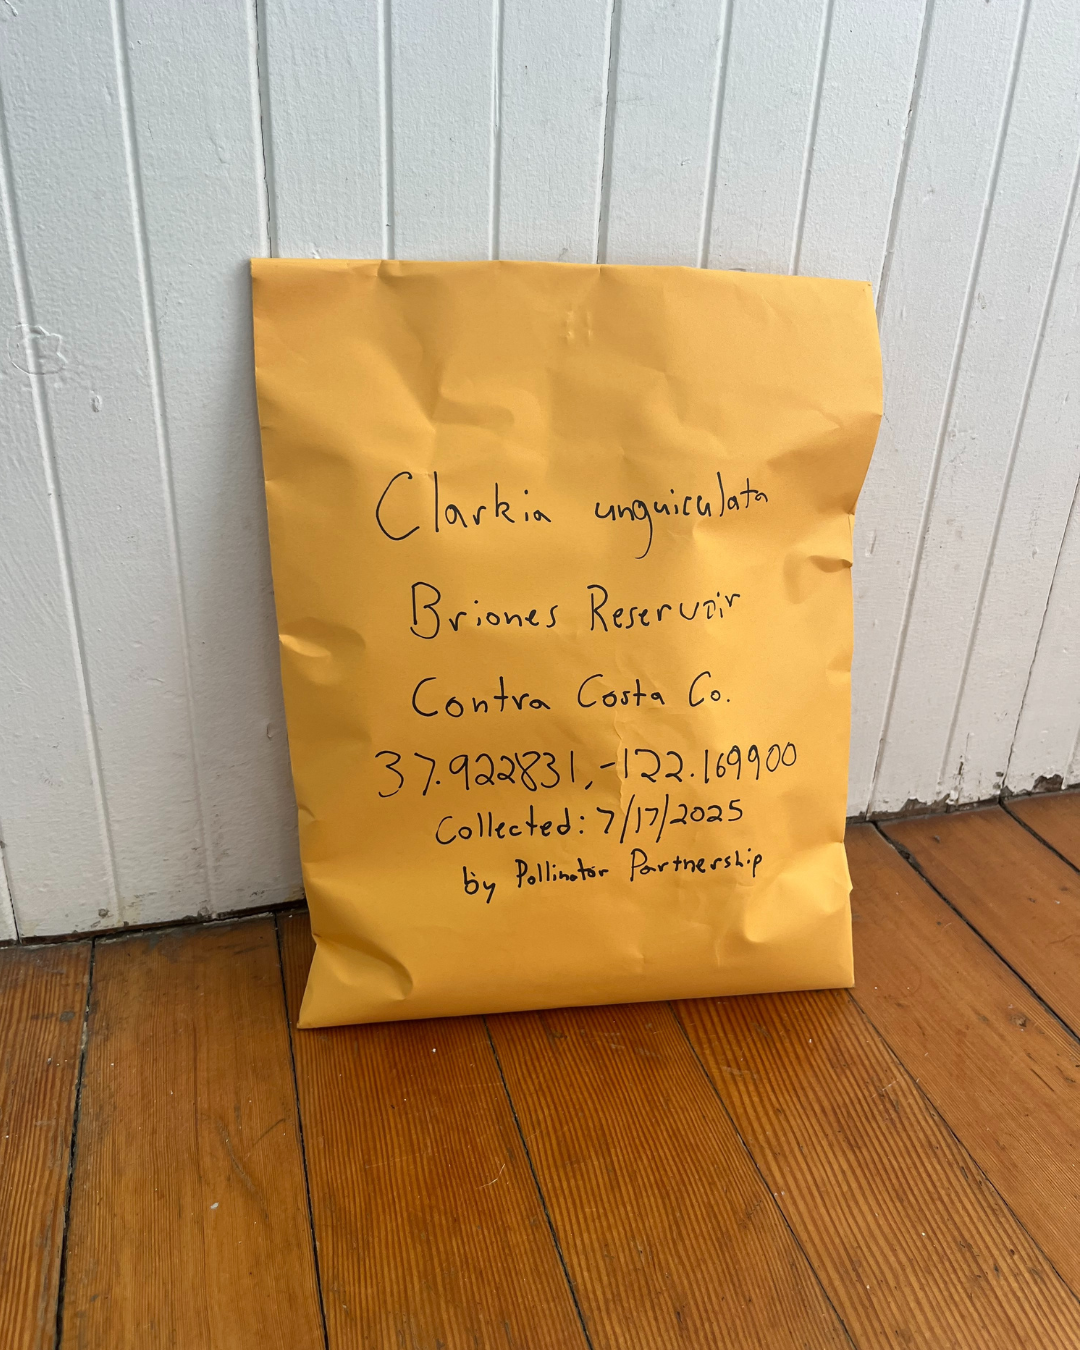 Clarkia unguiculata
Briones Reservoir
Contra Costa Co.
37.922831, -122.169900
Collected: 7/17/2025
by Pollinator Partnership